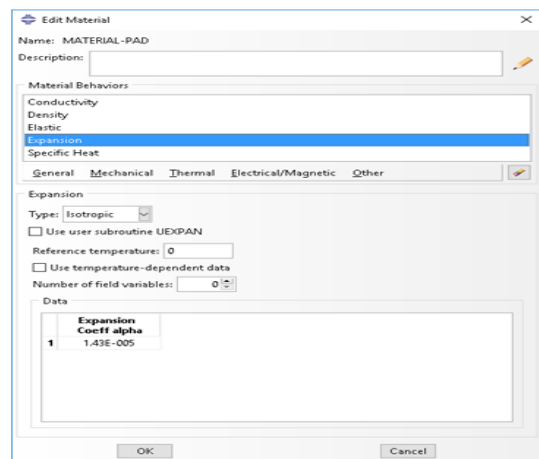 Edit Material
Name: MATERIAL-PAD
Description:
Material Behaviors
Conductivity
Density
Elastic
Expansion
Specific Heat
General Mechanical Thermal Electrical/Magnetic Other
Expansion
Type: Isotropic
Use user subroutine UEXPAN
Reference temperature: 0
Use temperature-dependent data
Number of field variables: 0
Data
Expansion
Coeff alpha
1 1.43E-005
OK Cancel